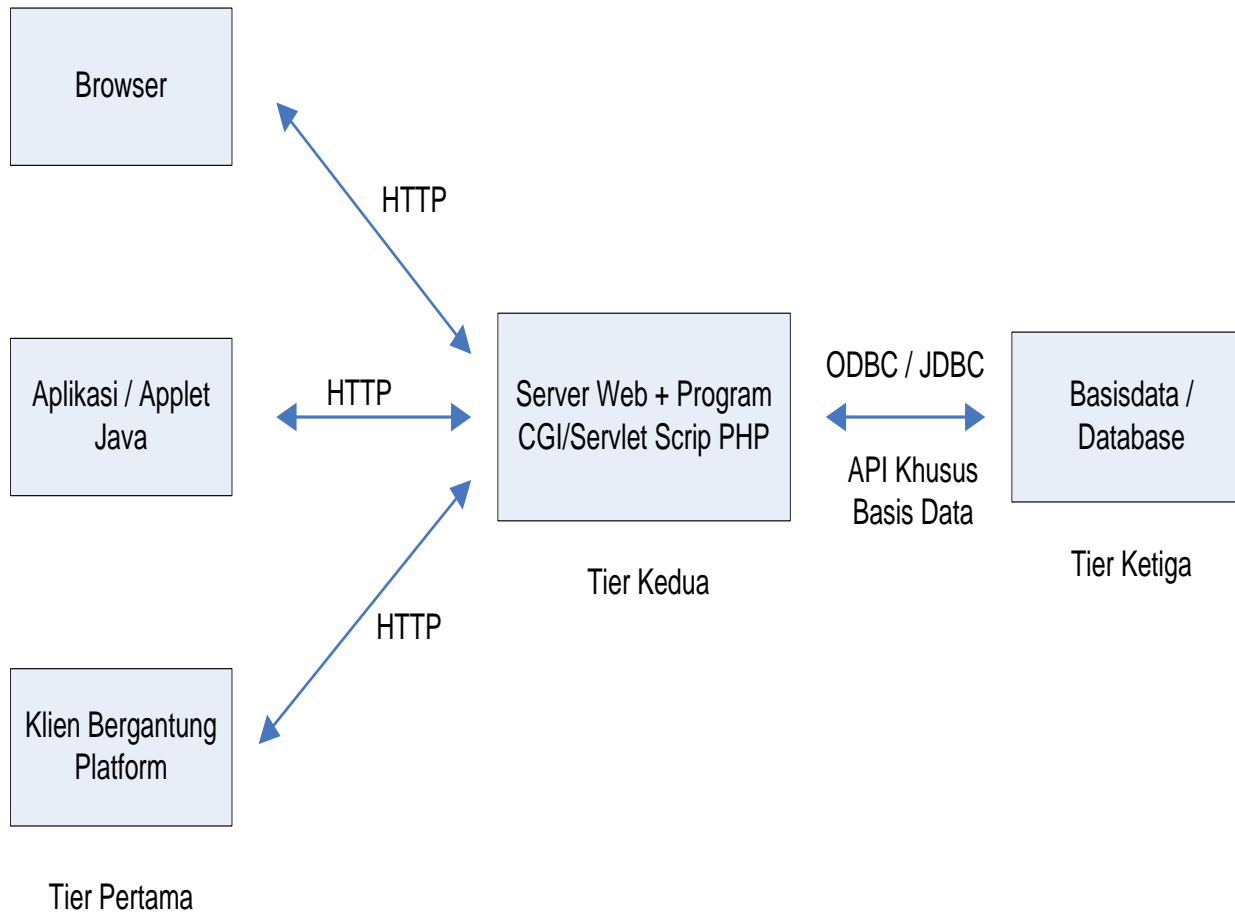 Browser
HTTP
Aplikasi / Applet
Java
HTTP
Server Web + Program
CGI/Servlet Scrip PHP
ODBC / JDBC
API Khusus
Basis Data
Basisdata /
Database
Tier Kedua
Tier Ketiga
HTTP
Klien Bergantung
Platform
Tier Pertama